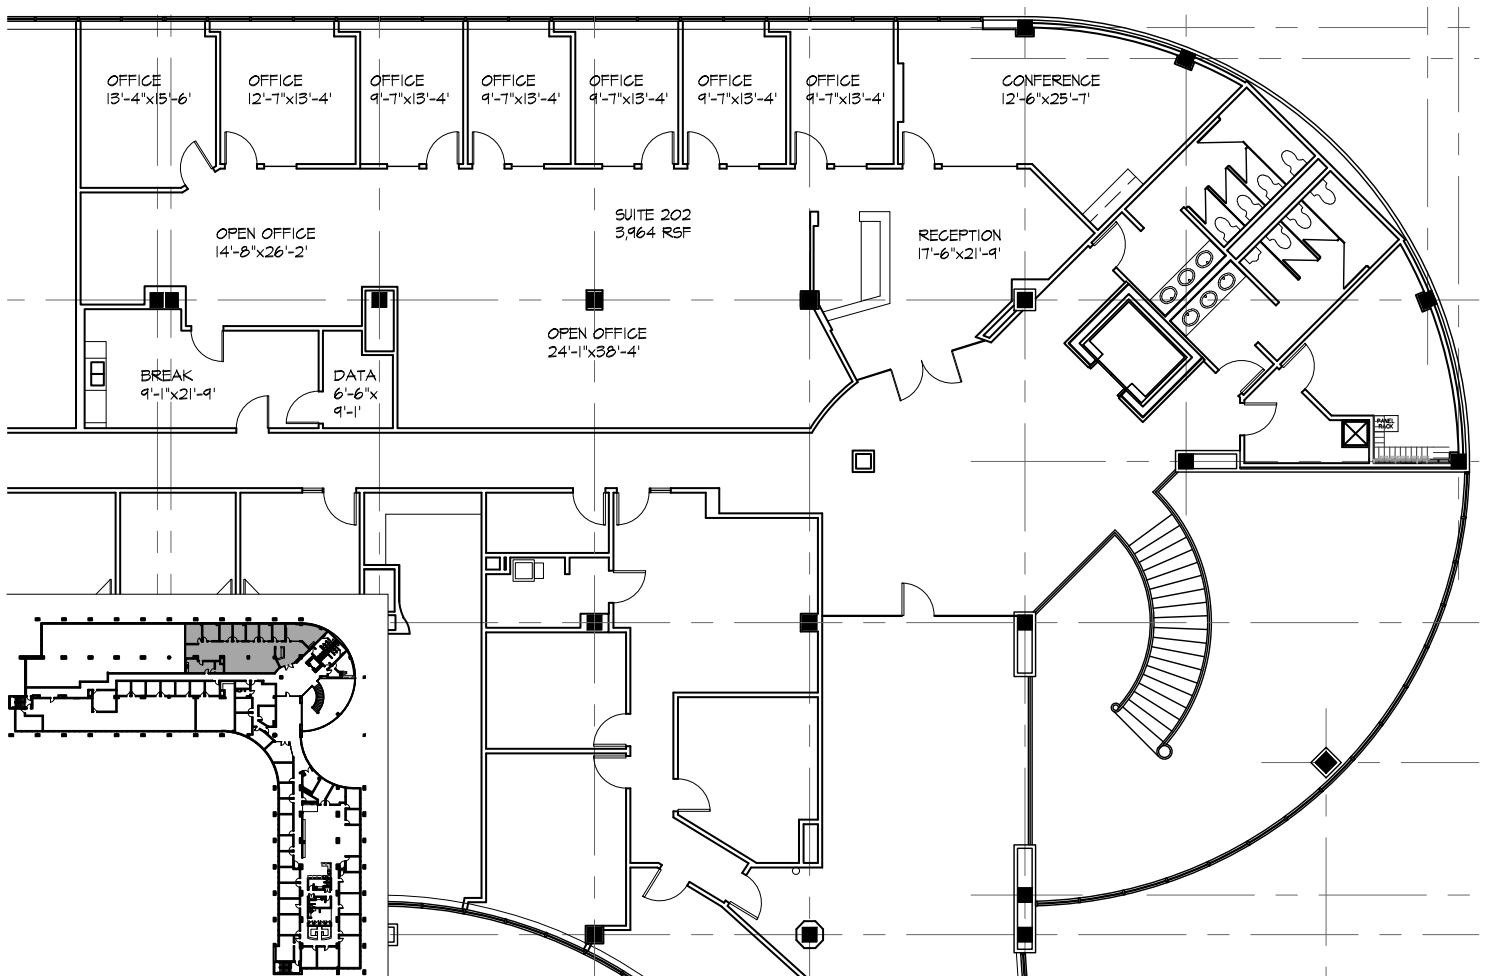 OFFICE
13'-4"x15'-6'
OFFICE
12'-7"x13'-4'
OFFICE
9'-7"x13'-4'
OFFICE
9'-7"x13'-4'
OFFICE
9'-7"x13'-4'
OFFICE
9'-7"x13'-4'
OFFICE
9'-7"x13'-4'
CONFERENCE
12'-6"x25'-7'
OPEN OFFICE
14'-8"x26'-2'
SUITE 202
3,964 RSF
RECEPTION
17'-6"x21'-9'
OPEN OFFICE
24'-1"x38'-4'
BREAK
9'-1"x21'-9'
DATA
6'-6"x
9'-1'
PANEL
RACK